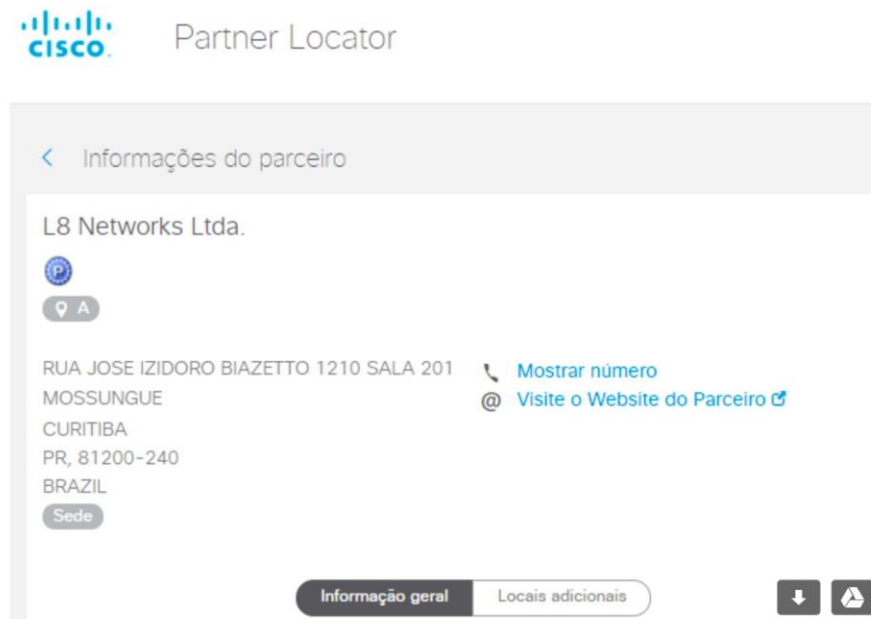 CISCO
Partner Locator
Informações do parceiro
L8 Networks Ltda.
P
A
RUA JOSE IZIDORO BIAZETTO 1210 SALA 201
MOSSUNGUE
CURITIBA
PR, 81200-240
BRAZIL
Sede
Mostrar número
@ Visite o Website do Parceiro
Informação geral
Locais adicionais